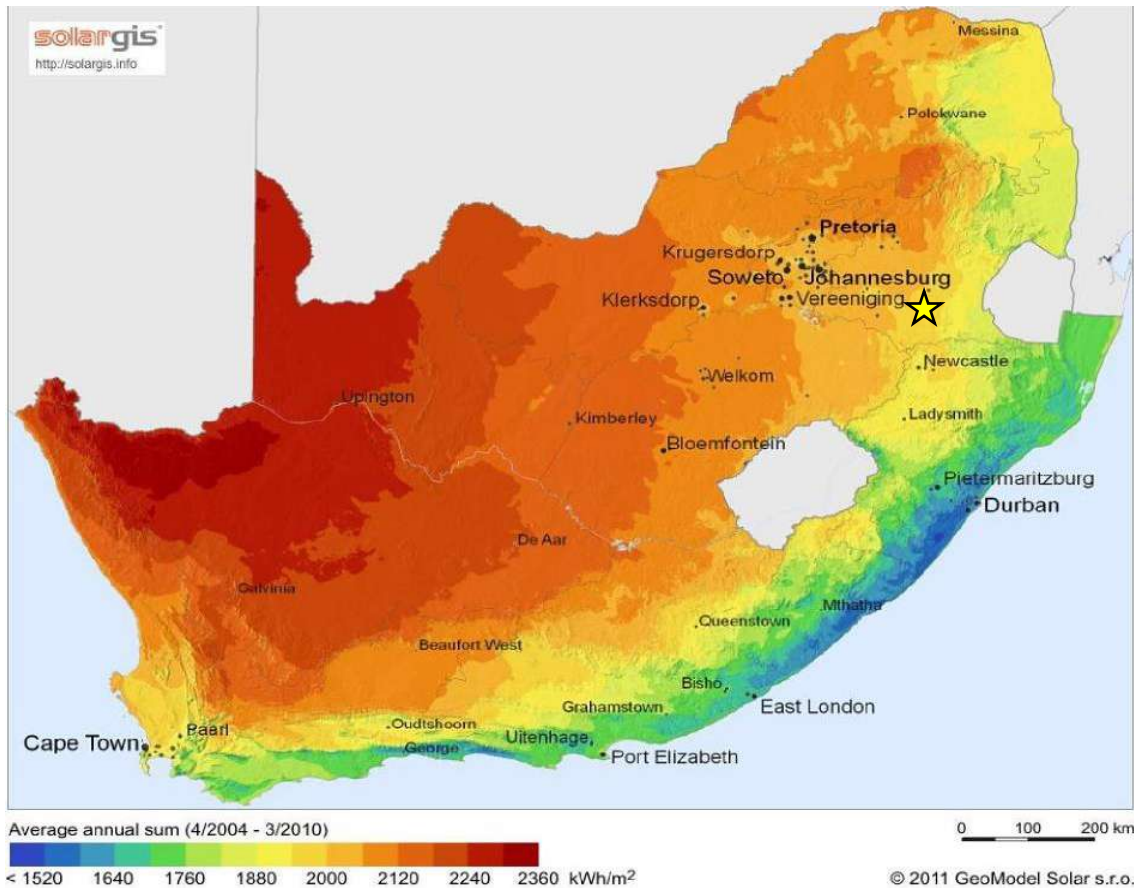 solargis
http://solargis.info
Messina
Polokwane
Pretoria
Krugersdorp
Soweto
Johannesburg
Klerksdorp
Vereeniging
Newcastle
Welkom
Upington
Kimberley
Ladysmith
Bloemfontein
Pietermaritzburg
Durban
De Aar
Calvinia
Mthatha
Queenstown
Beaufort West
Bisho
Grahamstown
East London
Oudtshoorn
Paarl
Cape Town
George
Uitenhage
Port Elizabeth
Average annual sum (4/2004 - 3/2010)
0 100 200 km
< 1520 1640 1760 1880 2000 2120 2240 2360 kWh/m²
© 2011 GeoModel Solar s.r.o.